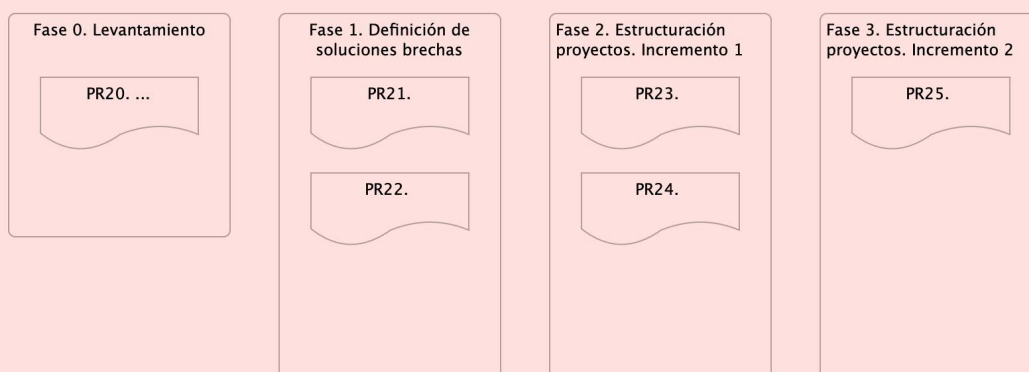 Fase 0. Levantamiento
PR20. ...
Fase 1. Definición de
soluciones brechas
PR21.
PR22.
Fase 2. Estructuración
proyectos. Incremento 1
PR23.
PR24.
Fase 3. Estructuración
proyectos. Incremento 2
PR25.